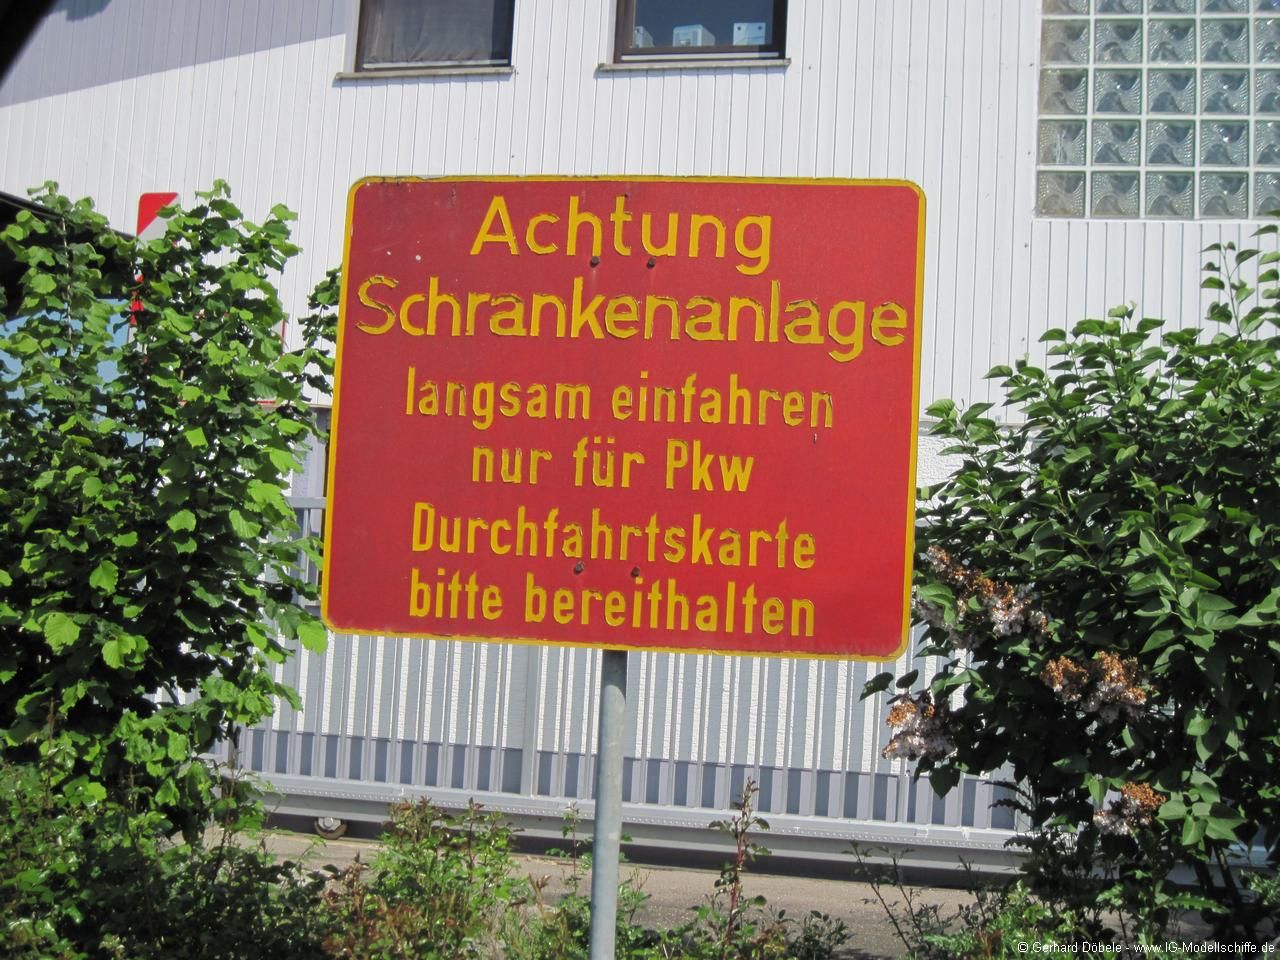 Achtung
Schrankenanlage
langsam einfahren
nur für Pkw
Durchfahrtskarte
bitte bereithalten
© Gerhard Döbele - www.IG-Modellschiffe.de